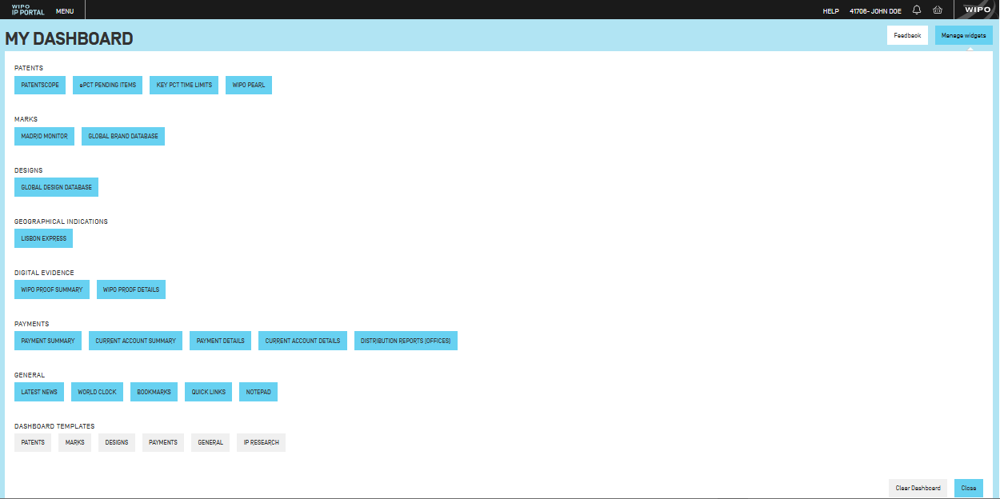 WIPO
IP PORTAL
MENU
HELP
41706- JOHN DOE
WIPO
MY DASHBOARD
Feedback
Manage widgets
PATENTS
PATENTSCOPE
ePCT PENDING ITEMS
KEY PCT TIME LIMITS
WIPO PEARL
MARKS
MADRID MONITOR
GLOBAL BRAND DATABASE
DESIGNS
GLOBAL DESIGN DATABASE
GEOGRAPHICAL INDICATIONS
LISBON EXPRESS
DIGITAL EVIDENCE
WIPO PROOF SUMMARY
WIPO PROOF DETAILS
PAYMENTS
PAYMENT SUMMARY
CURRENT ACCOUNT SUMMARY
PAYMENT DETAILS
CURRENT ACCOUNT DETAILS
DISTRIBUTION REPORTS (OFFICES)
GENERAL
LATEST NEWS
WORLD CLOCK
BOOKMARKS
QUICK LINKS
NOTEPAD
DASHBOARD TEMPLATES
PATENTS
MARKS
DESIGNS
PAYMENTS
GENERAL
IP RESEARCH
Clear Dashboard
Close